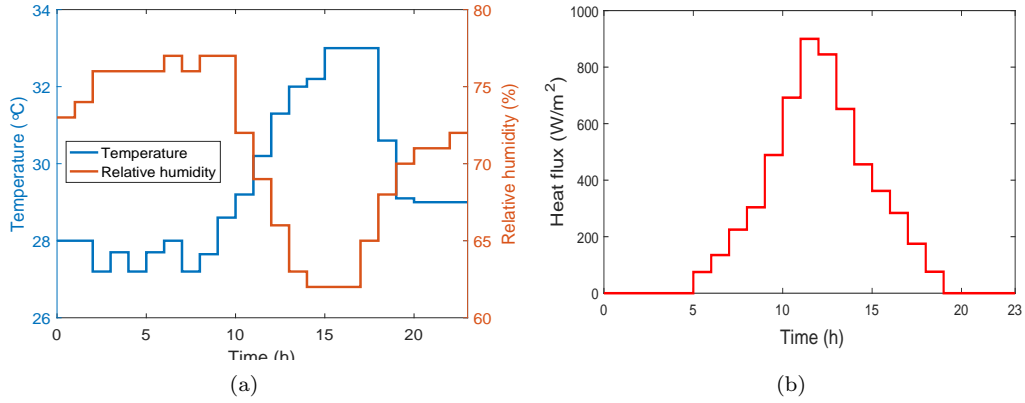 34
32
30
28
26
Temperature (°C)
80
75
70
65
60
Relative humidity (%)
Temperature
Relative humidity
0 5 10 15 20
Time (h)
(a)
1000
800
600
400
200
0
Heat flux (W/m²)
0 5 10 15 20 23
Time (h)
(b)